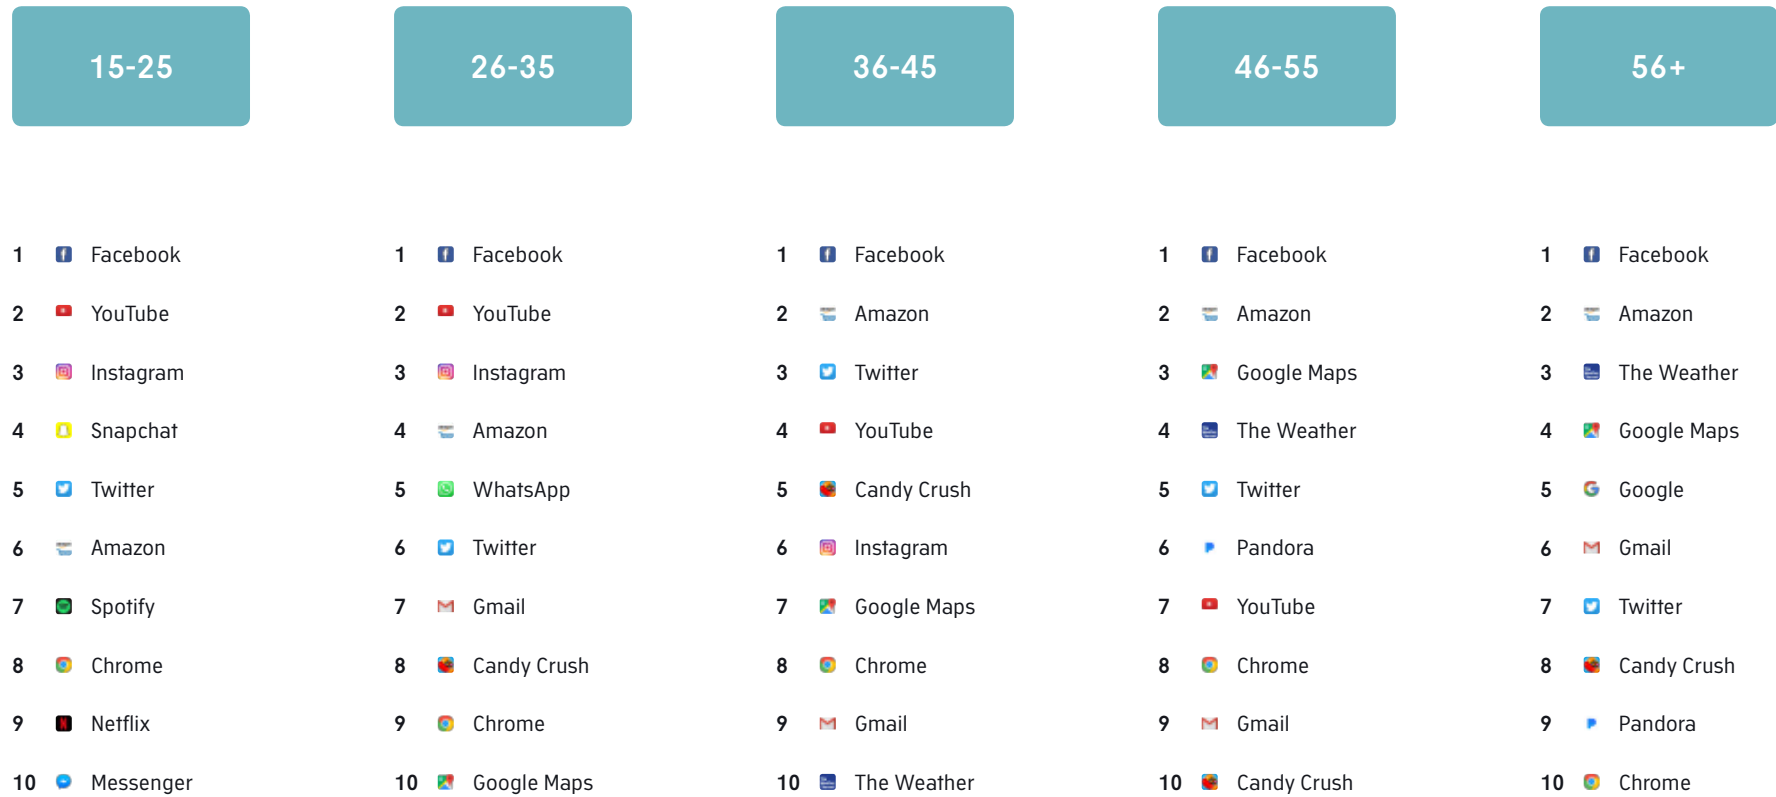 15-25 26-35 36-45 46-55 56+
1 Facebook 1 Facebook 1 Facebook 1 Facebook 1 Facebook
2 YouTube 2 YouTube 2 Amazon 2 Amazon 2 Amazon
3 Instagram 3 Instagram 3 Twitter 3 Google Maps 3 The Weather
4 Snapchat 4 Amazon 4 YouTube 4 The Weather 4 Google Maps
5 Twitter 5 WhatsApp 5 Candy Crush 5 Twitter 5 Google
6 Amazon 6 Twitter 6 Instagram 6 Pandora 6 Gmail
7 Spotify 7 Gmail 7 Google Maps 7 YouTube 7 Twitter
8 Chrome 8 Candy Crush 8 Chrome 8 Chrome 8 Candy Crush
9 Netflix 9 Chrome 9 Gmail 9 Gmail 9 Pandora
10 Messenger 10 Google Maps 10 The Weather 10 Candy Crush 10 Chrome